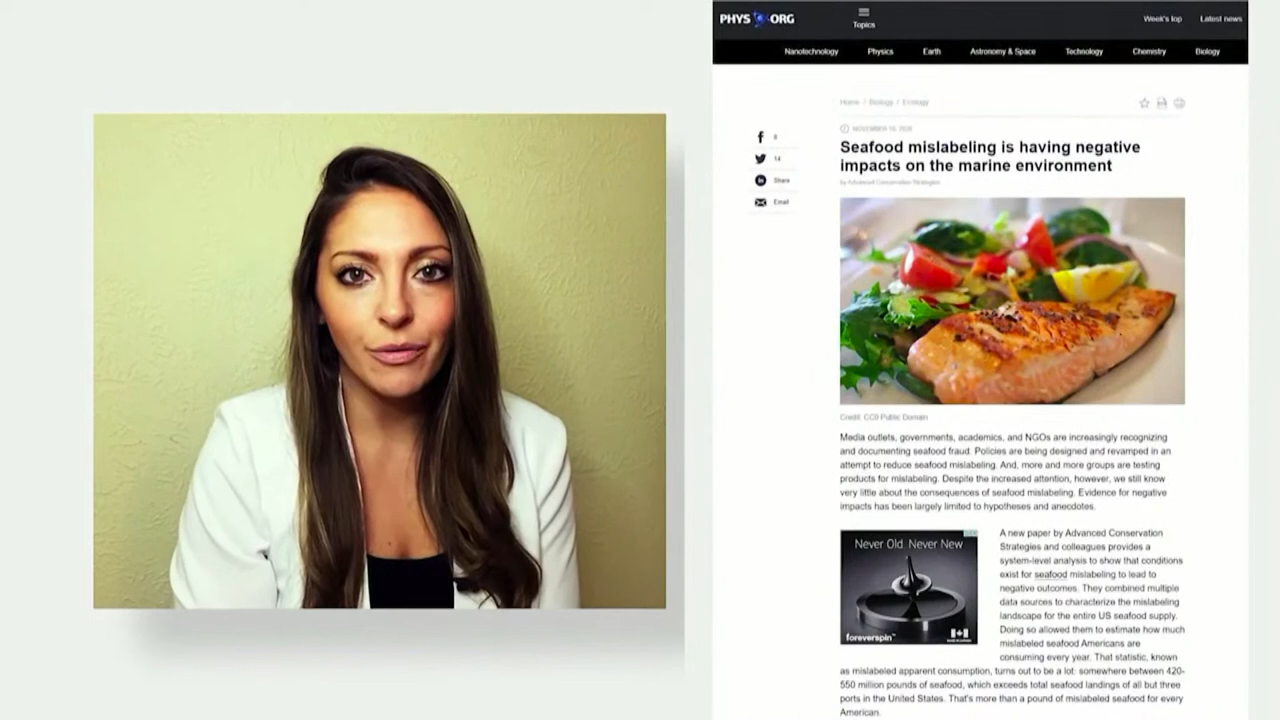 PHYS ORG
Topics
Week's top
Latest news
Nanotechnology
Physics
Earth
Astronomy & Space
Technology
Chemistry
Biology
Home / Biology / Ecology
NOVEMBER
Seafood mislabeling is having negative
impacts on the marine environment
by Advanced Conservation Strategies
14
Share
Email
Credit: CC0 Public Domain
Media outlets, governments, academics, and NGOs are increasingly recognizing
and documenting seafood fraud. Policies are being designed and revamped in an
attempt to reduce seafood mislabeling. And, more and more groups are testing
products for mislabeling. Despite the increased attention, however, we still know
very little about the consequences of seafood mislabeling. Evidence for negative
impacts has been largely limited to hypotheses and anecdotes.
Never Old Never New
foreverspin™
A new paper by Advanced Conservation
Strategies and colleagues provides a
system-level analysis to show that conditions
exist for seafood mislabeling to lead to
negative outcomes. They combined multiple
data sources to characterize the mislabeling
landscape for the entire US seafood supply.
Doing so allowed them to estimate how much
mislabeled seafood Americans are
consuming every year. That statistic, known
as mislabeled apparent consumption, turns out to be a lot: somewhere between 420-
550 million pounds of seafood, which exceeds total seafood landings of all but three
ports in the United States. That's more than a pound of mislabeled seafood for every
American.